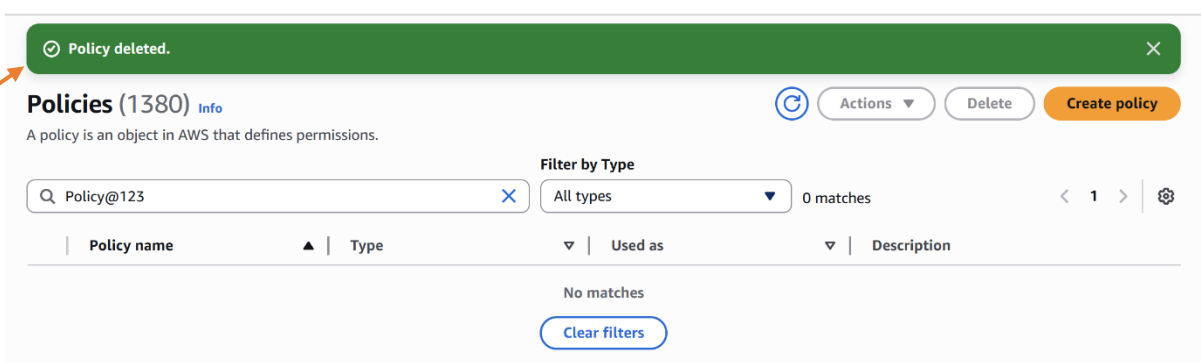 Policy deleted.
Policies (1380) Info
Actions Delete Create policy
A policy is an object in AWS that defines permissions.
Filter by Type
Policy@123 All types 0 matches 1
Policy name Type Used as Description
No matches
Clear filters